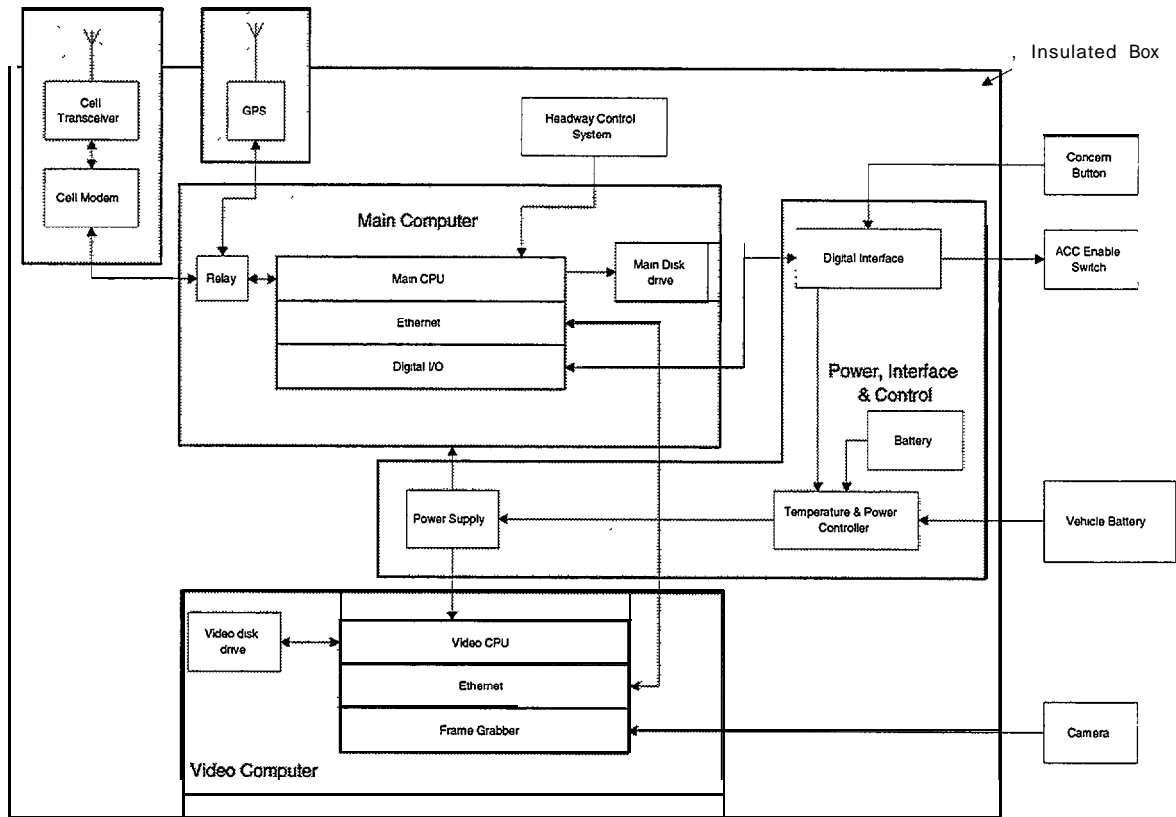 , Insulated Box
Cell
Transceiver
GPS
Headway Control
System
Cell Modem
Concern
Button
Main Computer
Relay
Main CPU
Main Disk
drive
Digital Interface
ACC Enable
Switch
Ethernet
Digital I/O
Power, Interface
& Control
Battery
Power Supply
Temperature & Power
Controller
Vehicle Battery
Video disk
drive
Video CPU
Ethernet
Frame Grabber
Camera
Video Computer